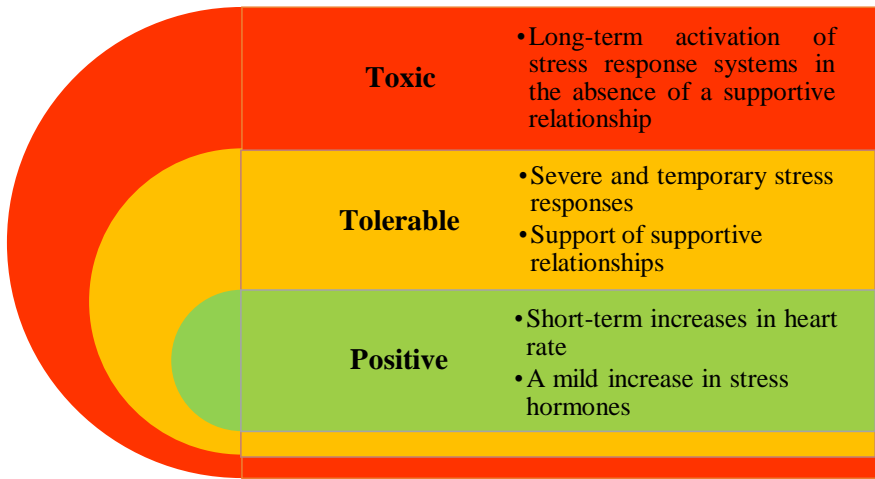 Toxic
•Long-term activation of
stress response systems in
the absence of a supportive
relationship
Tolerable
•Severe and temporary stress
responses
•Support of supportive
relationships
Positive
•Short-term increases in heart
rate
•A mild increase in stress
hormones